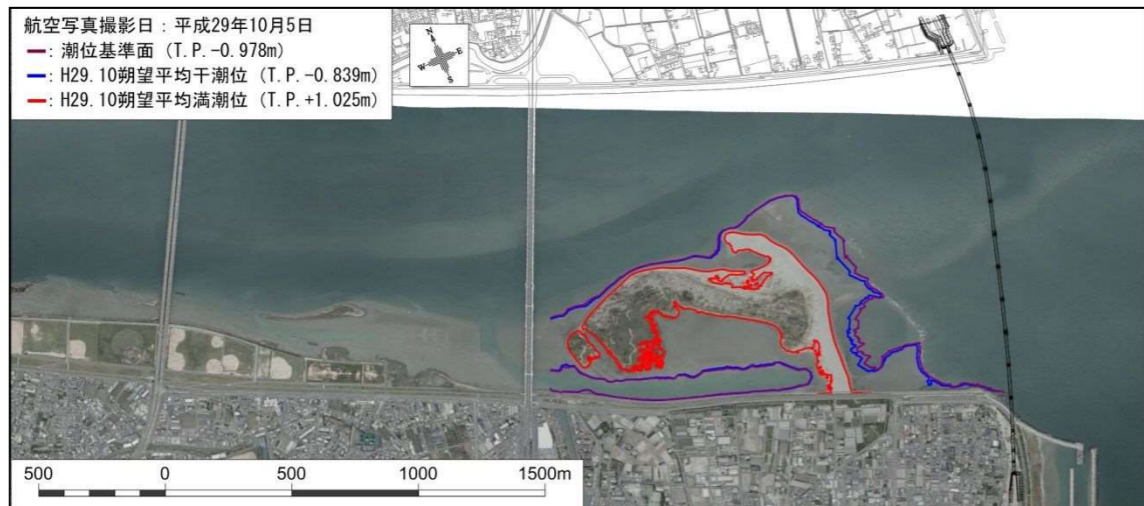 航空写真撮影日：平成29年10月5日
：潮位基準面（T.P.-0.978m）
：H29.10朔望平均干潮位（T.P.-0.839m）
：H29.10朔望平均満潮位（T.P.+1.025m）
N
W E
S
500 0 500 1000 1500m